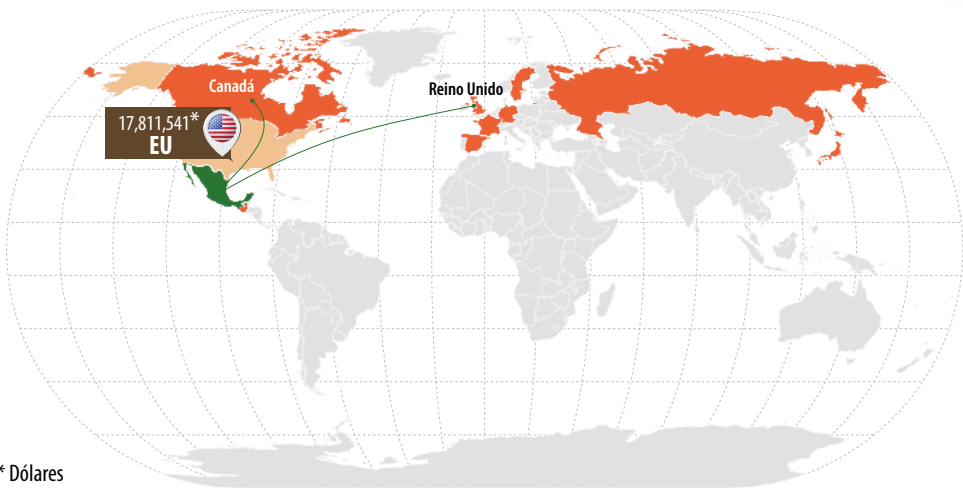 Canadá
Reino Unido
17,811,541*
EU
* Dólares